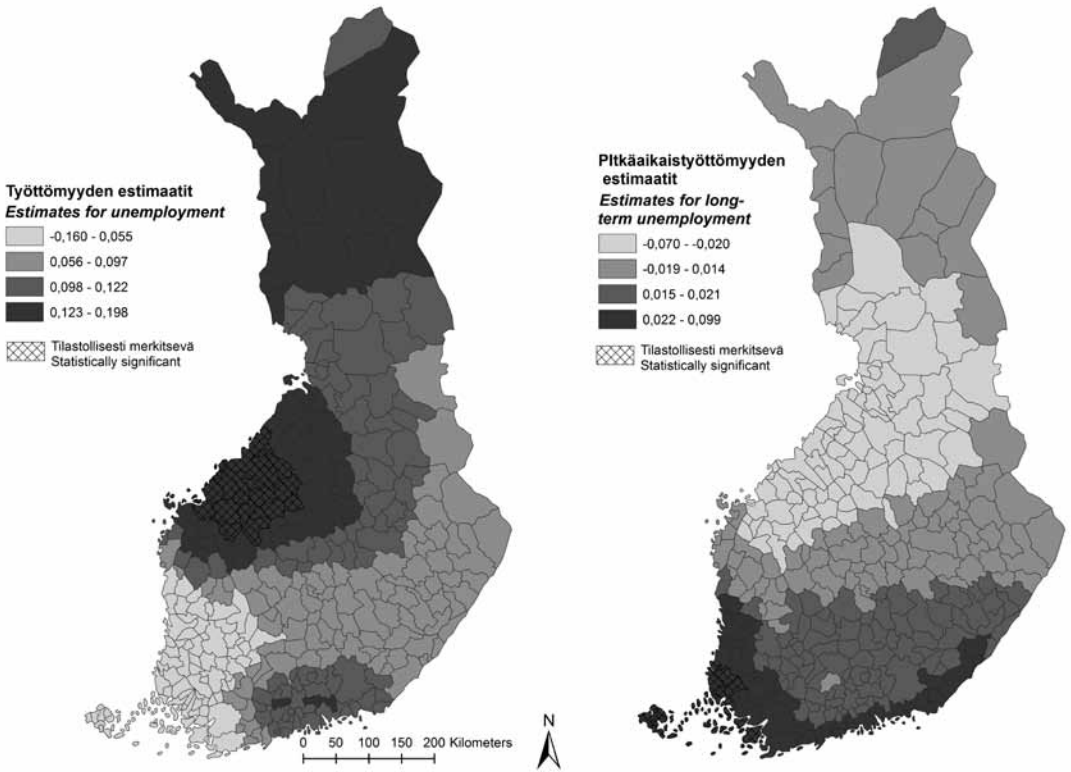 Työttömyyden estimaatit
Estimates for unemployment
-0,160 - 0,055
0,056 - 0,097
0,098 - 0,122
0,123 - 0,198
Tilastollisesti merkitsevä
Statistically significant
PItkäaikaistyöttömyyden
estimaatit
Estimates for long-
term unemployment
-0,070 - -0,020
-0,019 - 0,014
0,015 - 0,021
0,022 - 0,099
Tilastollisesti merkitsevä
Statistically significant
N
0 50 100 150 200 Kilometers